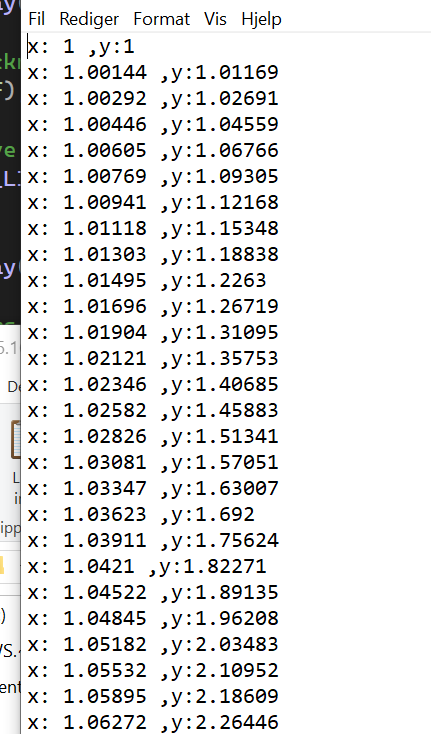 Fil Rediger Format Vis Hjelp
x: 1 ,y:1
x: 1.00144 ,y:1.01169
x: 1.00292 ,y:1.02691
x: 1.00446 ,y:1.04559
x: 1.00605 ,y:1.06766
x: 1.00769 ,y:1.09305
x: 1.00941 ,y:1.12168
x: 1.01118 ,y:1.15348
x: 1.01303 ,y:1.18838
x: 1.01495 ,y:1.2263
x: 1.01696 ,y:1.26719
x: 1.01904 ,y:1.31095
x: 1.02121 ,y:1.35753
x: 1.02346 ,y:1.40685
x: 1.02582 ,y:1.45883
x: 1.02826 ,y:1.51341
x: 1.03081 ,y:1.57051
x: 1.03347 ,y:1.63007
x: 1.03623 ,y:1.692
x: 1.03911 ,y:1.75624
x: 1.0421 ,y:1.82271
x: 1.04522 ,y:1.89135
x: 1.04845 ,y:1.96208
x: 1.05182 ,y:2.03483
x: 1.05532 ,y:2.10952
x: 1.05895 ,y:2.18609
x: 1.06272 ,y:2.26446